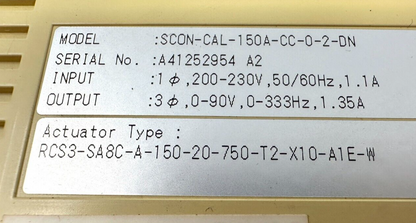 MODEL :SCON-CAL-150A-CC-0-2-DN
SERIAL No. :A41252954 A2
INPUT :1φ,200-230V,50/60Hz,1.1A
OUTPUT :3φ,0-90V,0-333Hz,1.35A
Actuator Type :
RCS3-SA8C-A-150-20-750-T2-X10-A1E-W